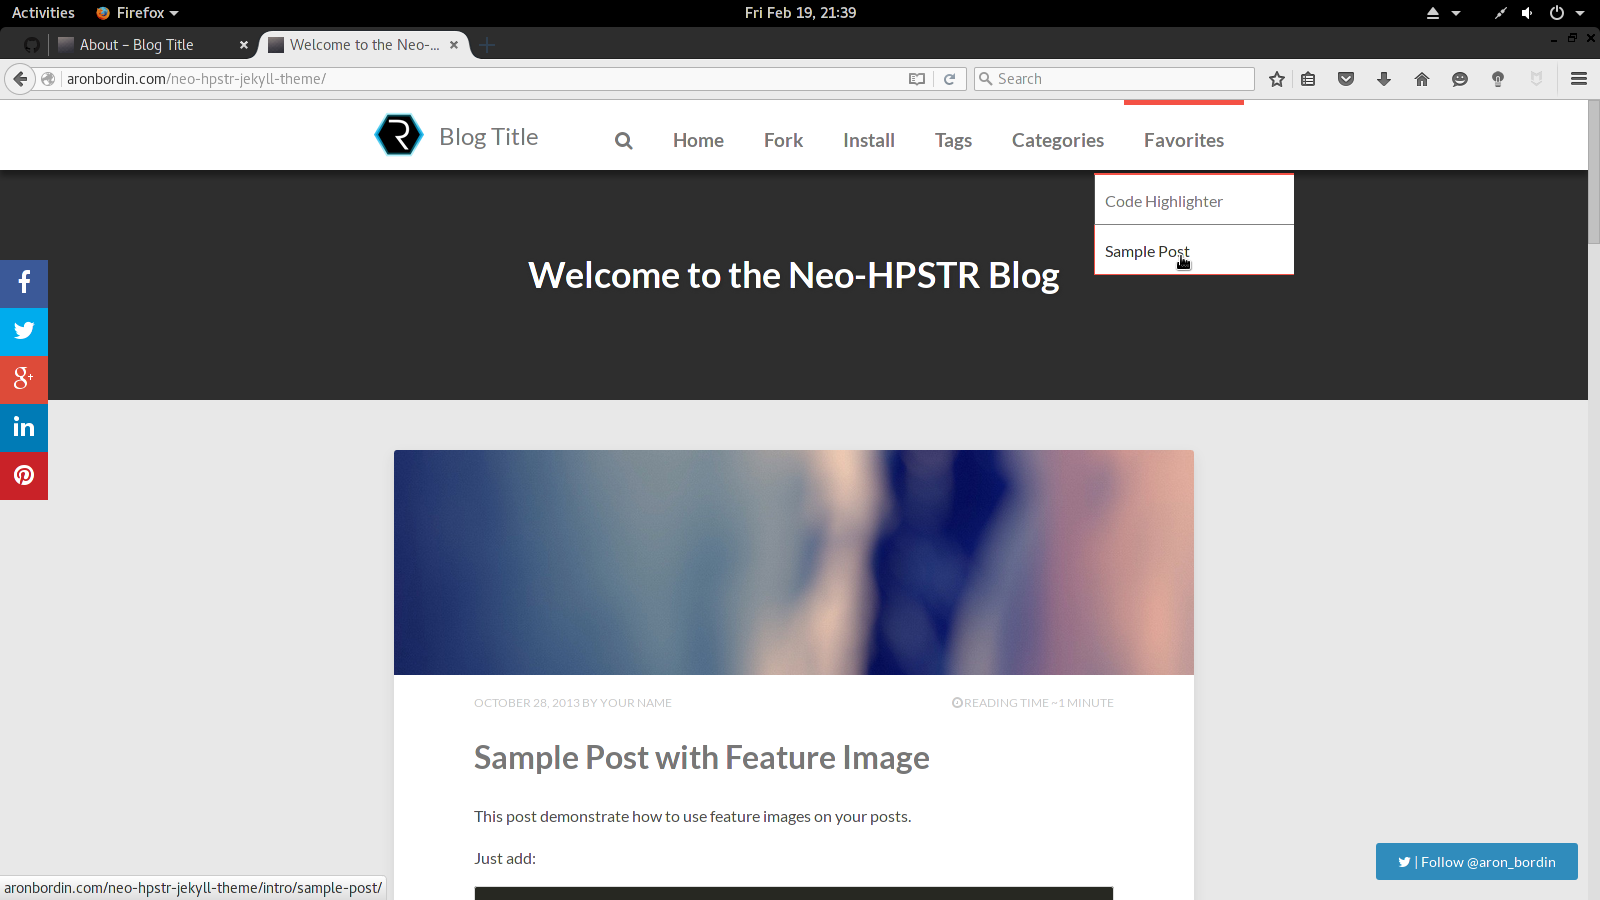 Activities Firefox Fri Feb 19, 21:39
About – Blog Title Welcome to the Neo-...
aronbordin.com/neo-hpstr-jekyll-theme/ Search
Blog Title Home Fork Install Tags Categories Favorites
Code Highlighter
Sample Post
Welcome to the Neo-HPSTR Blog
OCTOBER 28, 2013 BY YOUR NAME READING TIME ~1 MINUTE
Sample Post with Feature Image
This post demonstrate how to use feature images on your posts.
Just add:
| Follow @aron_bordin
aronbordin.com/neo-hpstr-jekyll-theme/intro/sample-post/